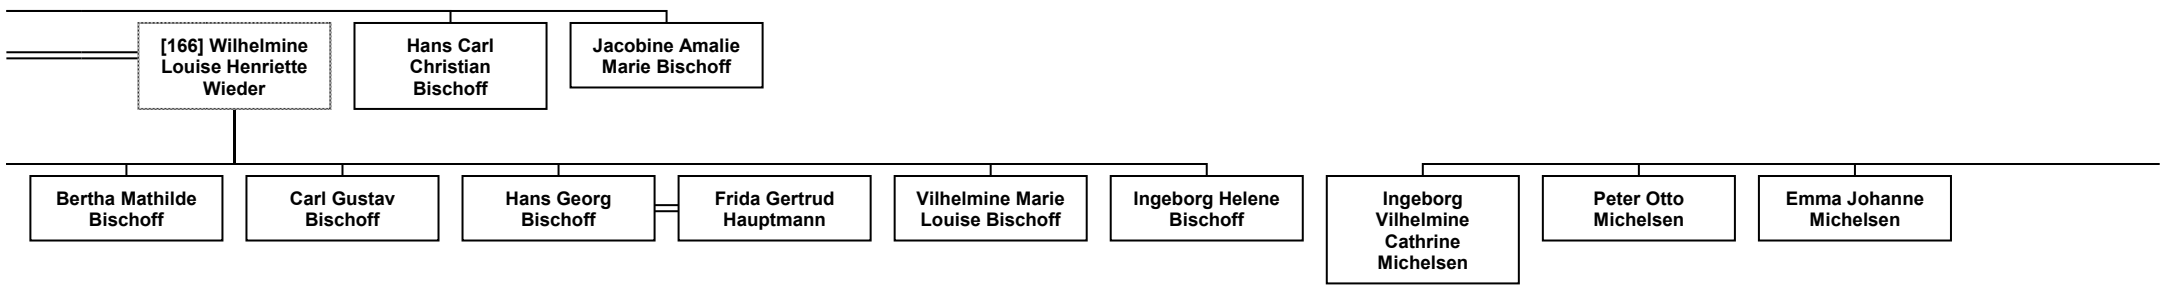 [166] Wilhelmine
Louise Henriette
Wieder
Hans Carl
Christian
Bischoff
Jacobine Amalie
Marie Bischoff
Bertha Mathilde
Bischoff
Carl Gustav
Bischoff
Hans Georg
Bischoff
Frida Gertrud
Hauptmann
Vilhelmine Marie
Louise Bischoff
Ingeborg Helene
Bischoff
Ingeborg
Vilhelmine
Cathrine
Michelsen
Peter Otto
Michelsen
Emma Johanne
Michelsen